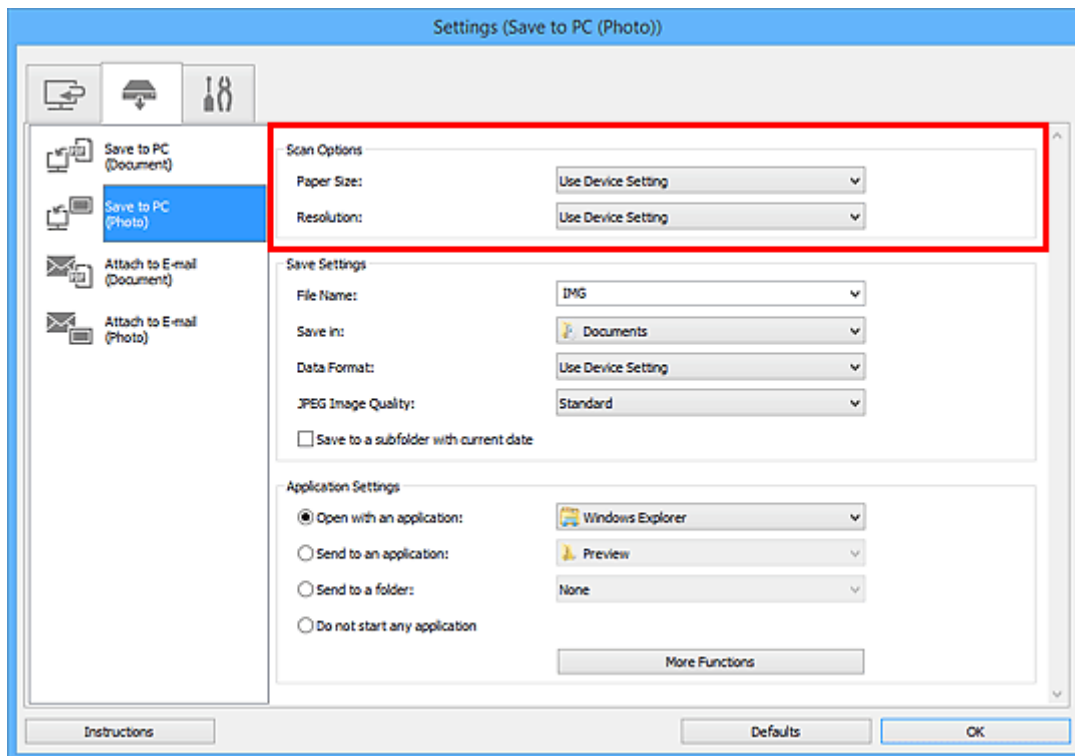 Settings (Save to PC (Photo))
Save to PC
(Document)
Save to PC
(Photo)
Attach to E-mail
(Document)
Attach to E-mail
(Photo)
Scan Options
Paper Size: Use Device Setting
Resolution: Use Device Setting
Save Settings
File Name: IMG
Save in: Documents
Data Format: Use Device Setting
JPEG Image Quality: Standard
Save to a subfolder with current date
Application Settings
Open with an application: Windows Explorer
Send to an application: Preview
Send to a folder: None
Do not start any application
More Functions
Instructions Defaults OK